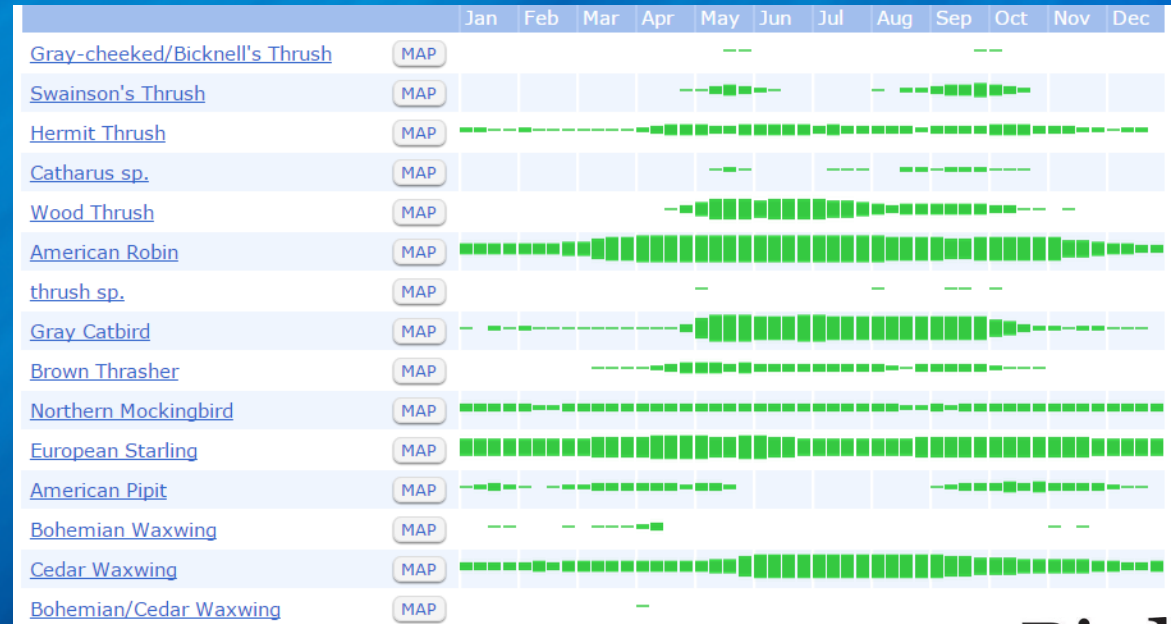 Jan Feb Mar Apr May Jun Jul Aug Sep Oct Nov Dec
Gray-cheeked/Bicknell's Thrush MAP
Swainson's Thrush MAP
Hermit Thrush MAP
Catharus sp. MAP
Wood Thrush MAP
American Robin MAP
thrush sp. MAP
Gray Catbird MAP
Brown Thrasher MAP
Northern Mockingbird MAP
European Starling MAP
American Pipit MAP
Bohemian Waxwing MAP
Cedar Waxwing MAP
Bohemian/Cedar Waxwing MAP